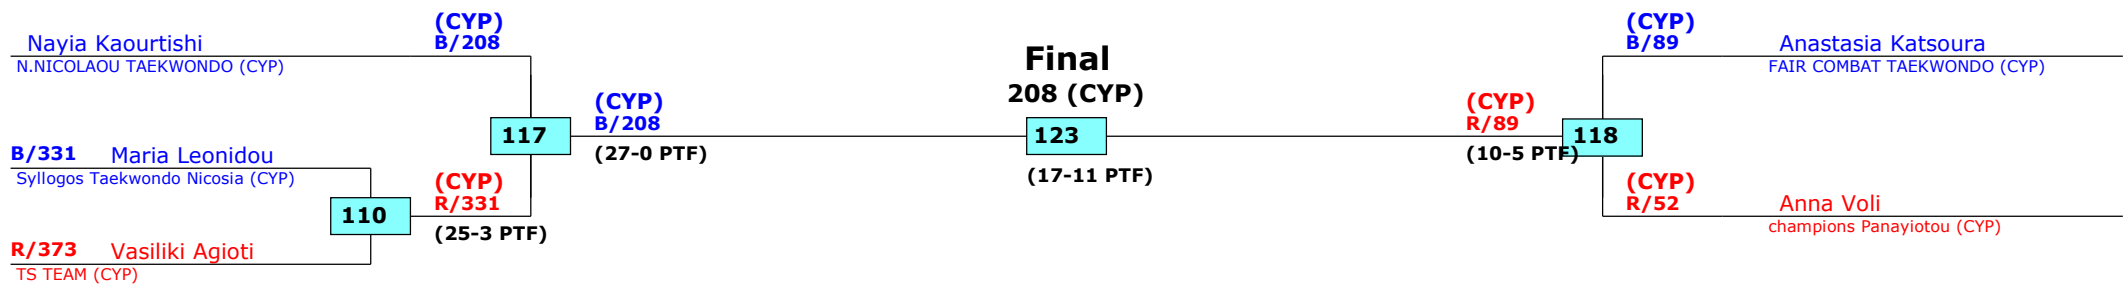 (CYP)
B/208
Nayia Kaourtishi
N.NICOLAOU TAEKWONDO (CYP)
B/331 Maria Leonidou
Syllogos Taekwondo Nicosia (CYP)
R/373 Vasiliki Agioti
TS TEAM (CYP)
110
(CYP)
R/331
(25-3 PTF)
117
(CYP)
B/208
(27-0 PTF)
Final
208 (CYP)
123
(17-11 PTF)
(CYP)
R/89
(10-5 PTF)
118
(CYP)
B/89
Anastasia Katsoura
FAIR COMBAT TAEKWONDO (CYP)
(CYP)
R/52
Anna Voli
champions Panayiotou (CYP)